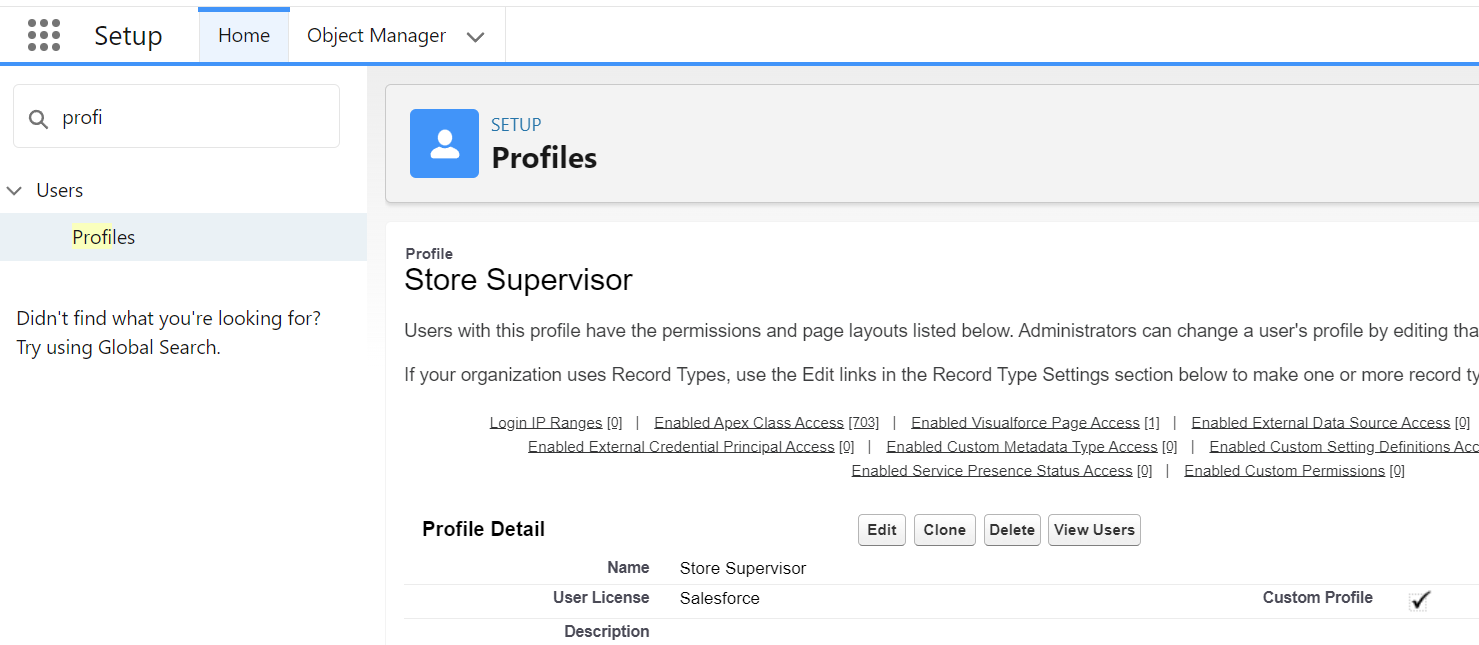 Setup
Home
Object Manager
profi
Users
Profiles
Didn't find what you're looking for?
Try using Global Search.
SETUP
Profiles
Profile
Store Supervisor
Users with this profile have the permissions and page layouts listed below. Administrators can change a user's profile by editing tha
If your organization uses Record Types, use the Edit links in the Record Type Settings section below to make one or more record ty
Login IP Ranges [0] | Enabled Apex Class Access [703] | Enabled Visualforce Page Access [1] | Enabled External Data Source Access [0]
Enabled External Credential Principal Access [0] | Enabled Custom Metadata Type Access [0] | Enabled Custom Setting Definitions Acc
Enabled Service Presence Status Access [0] | Enabled Custom Permissions [0]
Profile Detail Edit Clone Delete View Users
Name Store Supervisor
User License Salesforce Custom Profile
Description